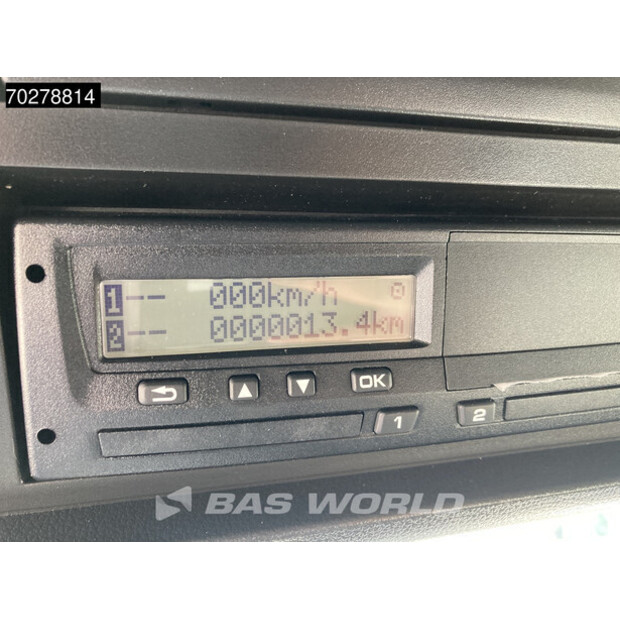 70278814
1-- 000km/h
2-- 0000013.4km
OK
1
2
BAS WORLD